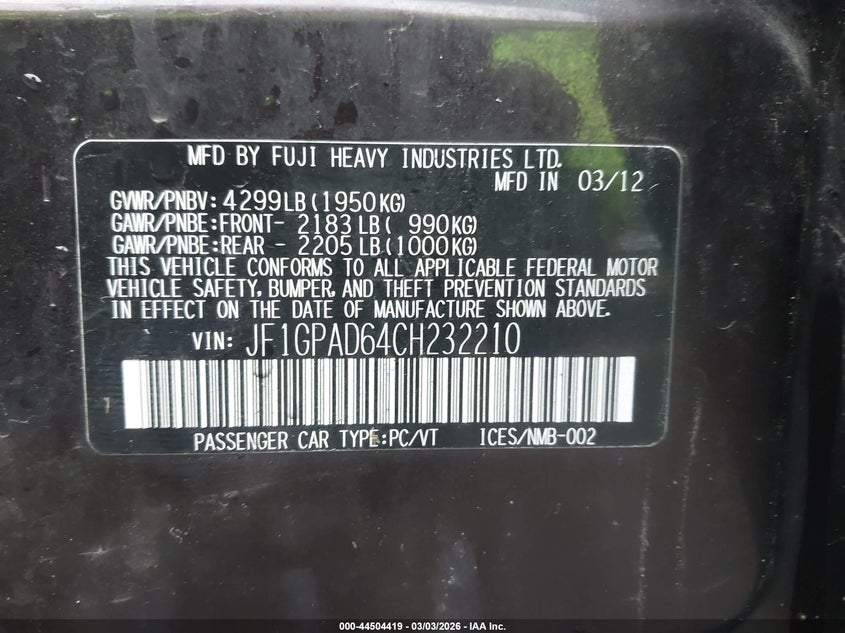 MFD BY FUJI HEAVY INDUSTRIES LTD.
MFD IN 03/12
GVWR/PNBV: 4299LB(1950KG)
GAWR/PNBE:FRONT- 2183LB( 990KG)
GAWR/PNBE:REAR - 2205LB(1000KG)
THIS VEHICLE CONFORMS TO ALL APPLICABLE FEDERAL MOTOR
VEHICLE SAFETY, BUMPER, AND THEFT PREVENTION STANDARDS
IN EFFECT ON THE DATE OF MANUFACTURE SHOWN ABOVE.
VIN: JF1GPAD64CH232210
PASSENGER CAR TYPE:PC/VT ICES/NMB-002
000-44504419 - 03/03/2026 - IAA Inc.